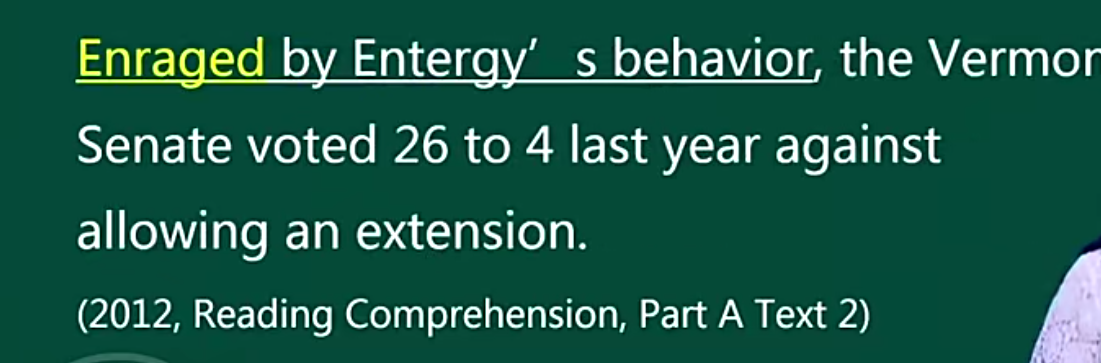 Enraged by Entergy’ s behavior, the Vermon
Senate voted 26 to 4 last year against
allowing an extension.
(2012, Reading Comprehension, Part A Text 2)